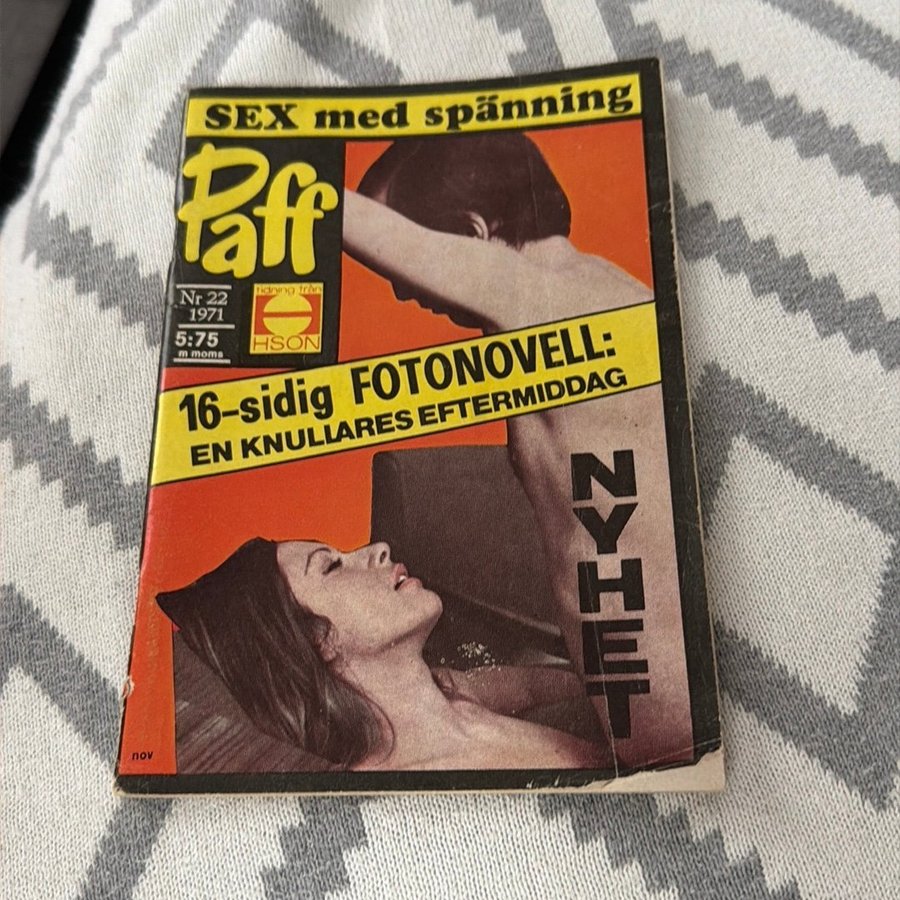 SEX med spänning
Paff
Nr 22
1971
5:75
m moms
tidning från
HSON
16-sidig FOTONOVELL:
EN KNULLARES EFTERMIDDAG
NYHET
nov